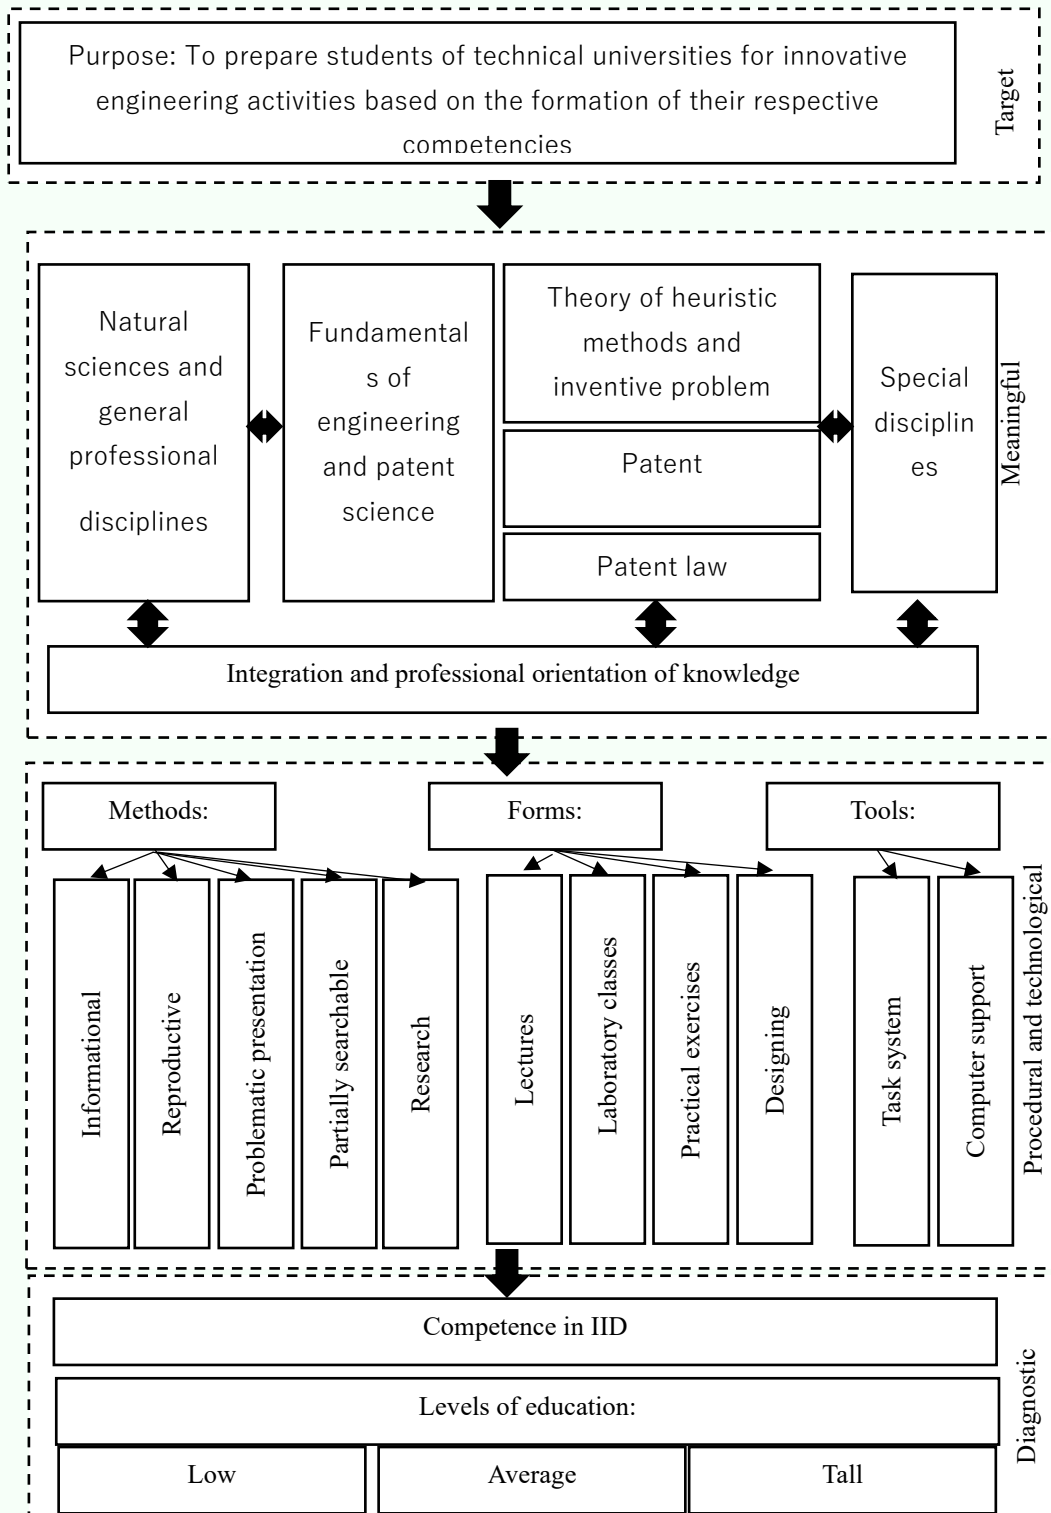 Purpose: To prepare students of technical universities for innovative
engineering activities based on the formation of their respective
competencies
Target
Natural
sciences and
general
professional
disciplines
Fundamental
s of
engineering
and patent
science
Theory of heuristic
methods and
inventive problem
Patent
Patent law
Special
disciplin
es
Meaningful
Integration and professional orientation of knowledge
Methods:
Forms:
Tools:
Informational
Reproductive
Problematic presentation
Partially searchable
Research
Lectures
Laboratory classes
Practical exercises
Designing
Task system
Computer support
Procedural and technological
Competence in IID
Levels of education:
Low
Average
Tall
Diagnostic